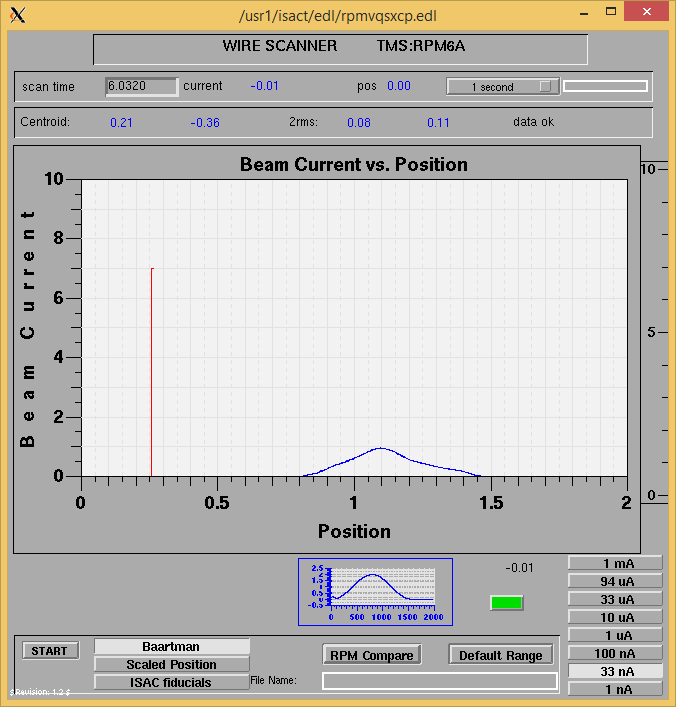 /usr1/isact/edl/rpmvqsxcp.edl
WIRE SCANNER TMS:RPM6A
scan time 6.0320 current -0.01 pos 0.00 1 second
Centroid: 0.21 -0.36 2rms: 0.08 0.11 data ok
Beam Current vs. Position
10
8
6
4
2
0
Beam Current
0 0.5 1 1.5 2
Position
10
5
0
2.5
2.0
1.5
1.0
0.5
0.0
-0.5
0 500 1000 1500 2000
-0.01
1 mA
94 uA
33 uA
10 uA
1 uA
100 nA
33 nA
1 nA
START
Baartman
Scaled Position
ISAC fiducials
RPM Compare
Default Range
File Name:
$Revision: 1.2 $